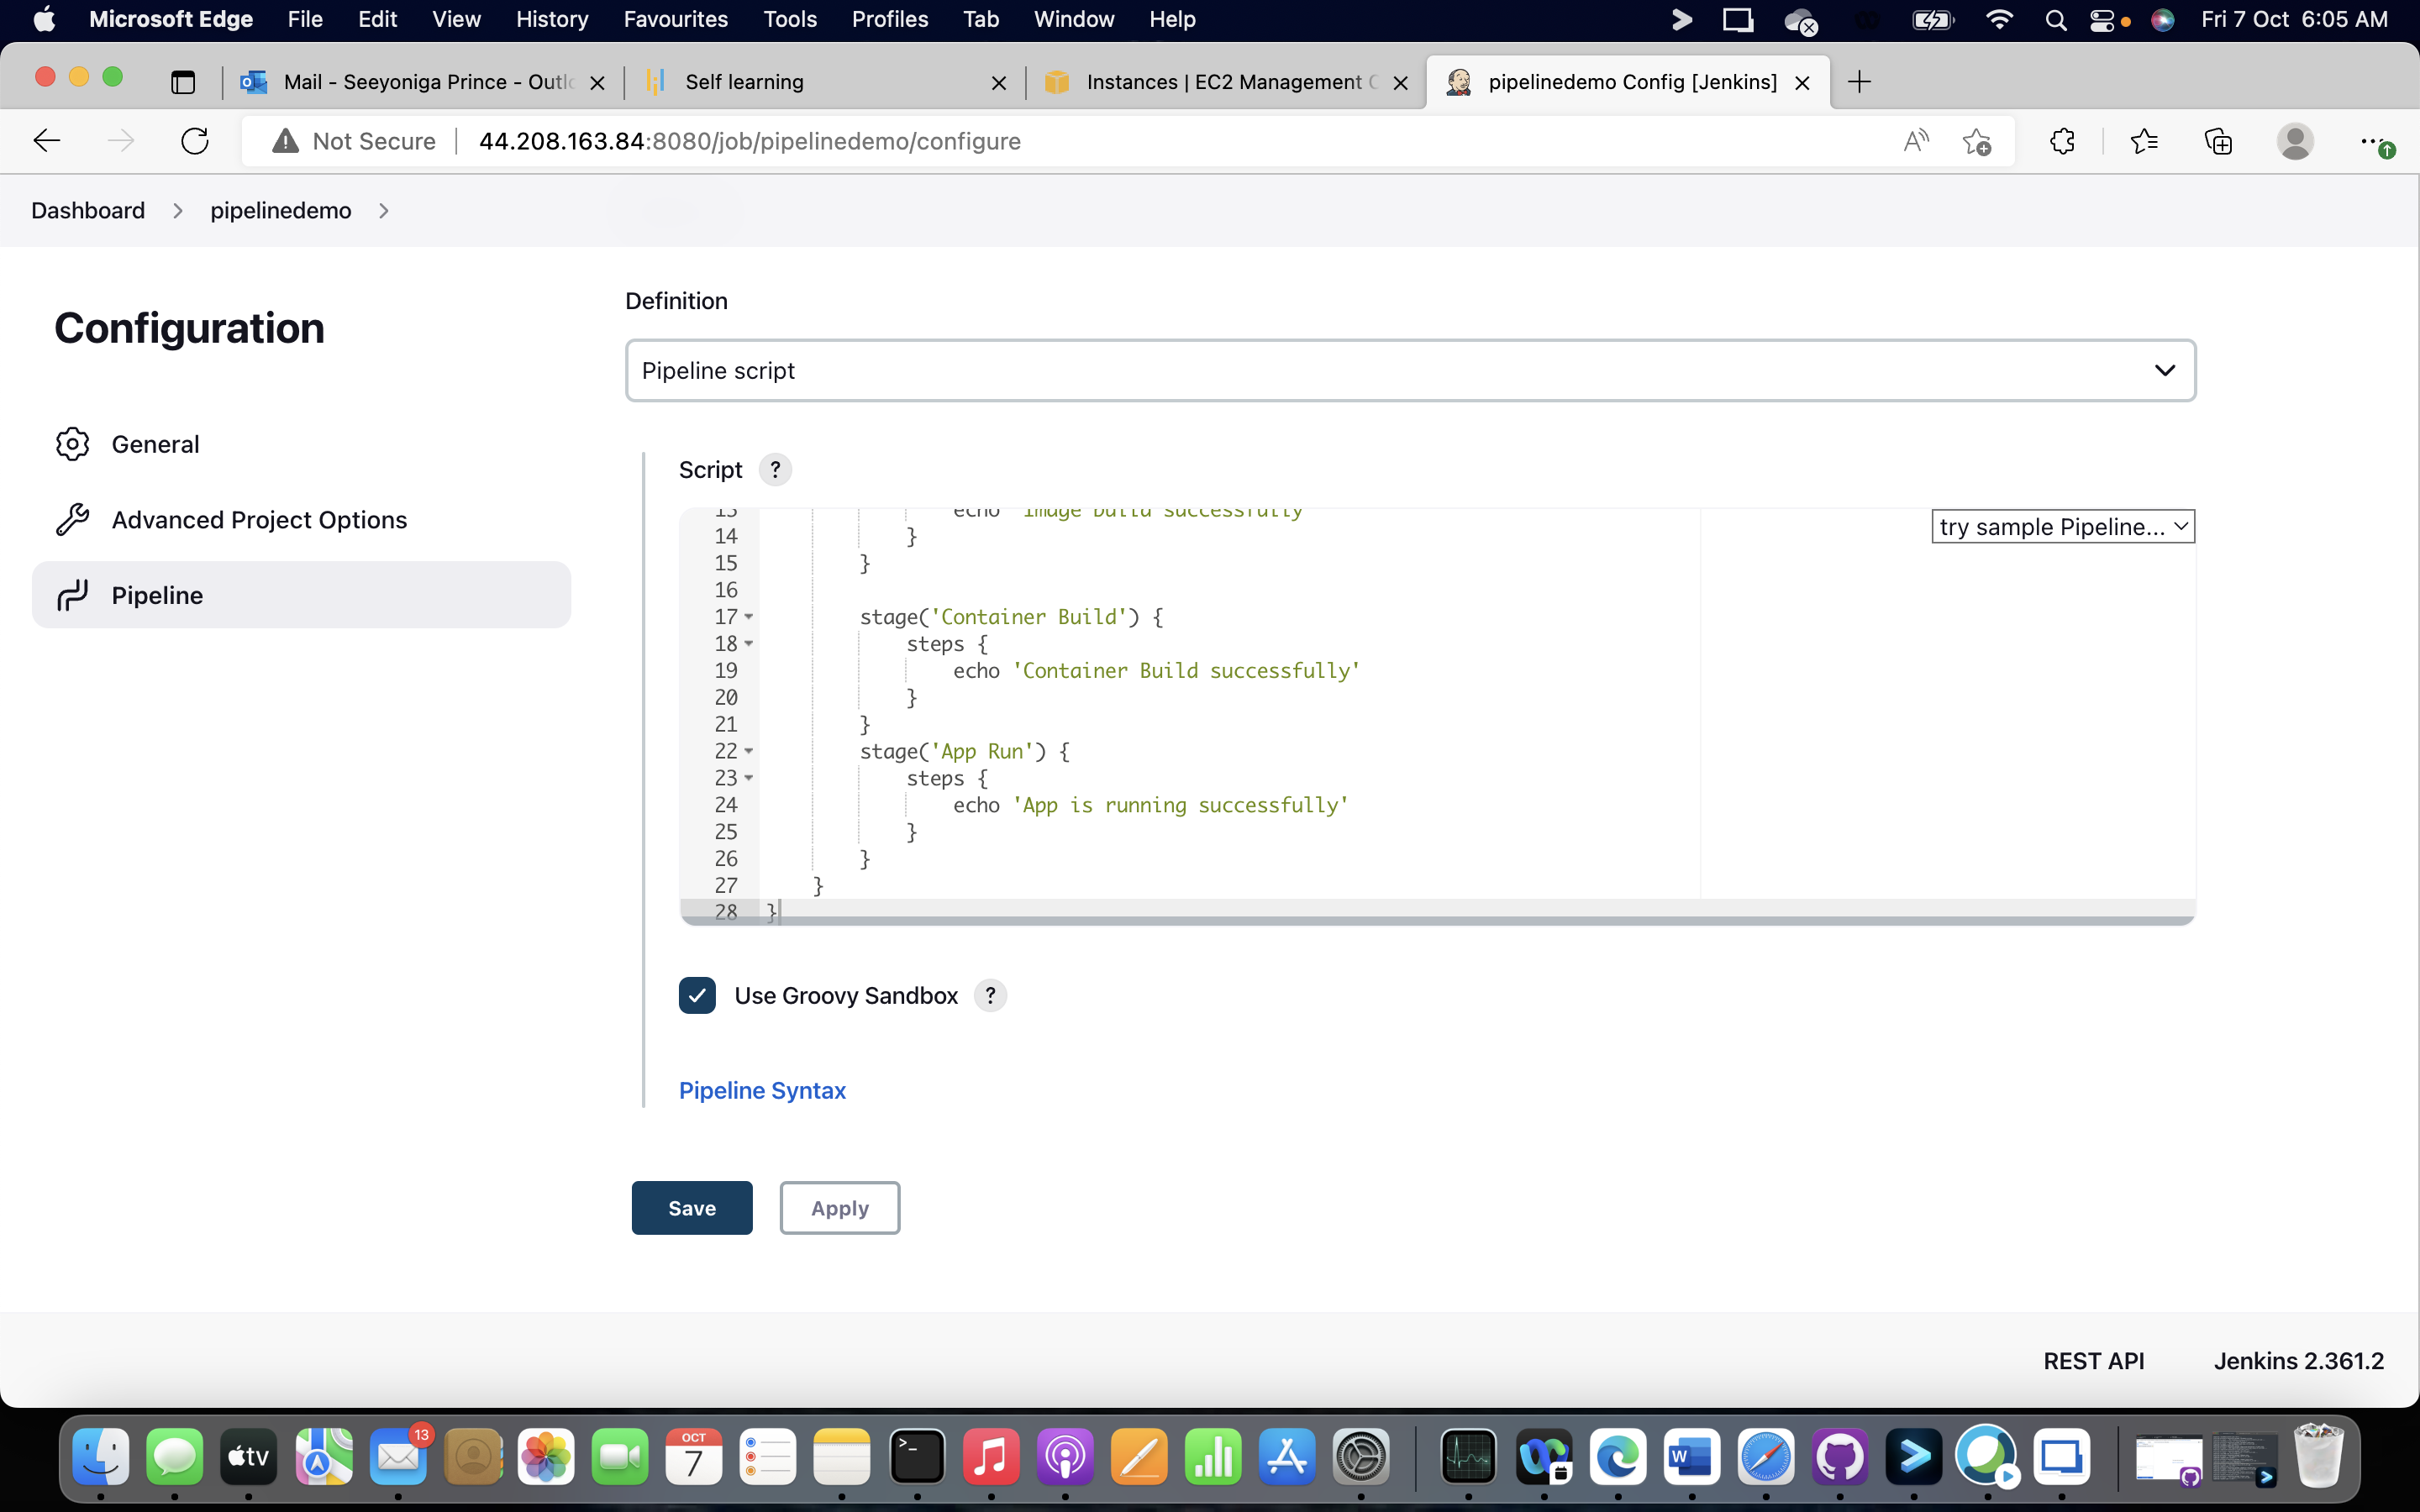 Microsoft Edge File Edit View History Favourites Tools Profiles Tab Window Help Fri 7 Oct 6:05 AM
Mail - Seeyoniga Prince - Outlo Self learning Instances | EC2 Management C pipelinedemo Config [Jenkins]
Not Secure 44.208.163.84:8080/job/pipelinedemo/configure
Dashboard pipelinedemo
Configuration
General
Advanced Project Options
Pipeline
Definition
Pipeline script
Script ?
try sample Pipeline...
13 echo 'Image Build successfully
14 }
15 }
16
17 stage('Container Build') {
18 steps {
19 echo 'Container Build successfully'
20 }
21 }
22 stage('App Run') {
23 steps {
24 echo 'App is running successfully'
25 }
26 }
27 }
28 }
Use Groovy Sandbox ?
Pipeline Syntax
Save Apply
REST API Jenkins 2.361.2
tv 13 OCT 7 >_ W